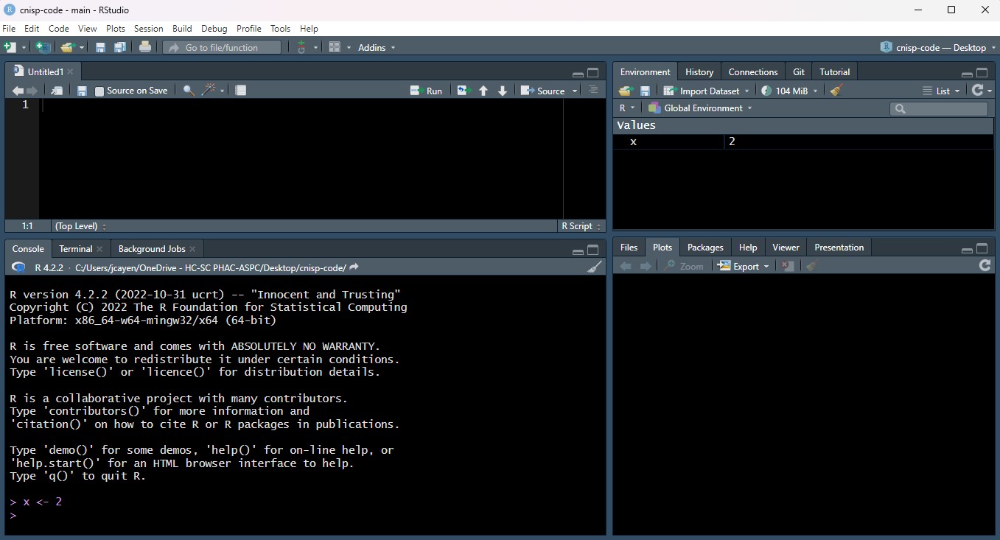 cnisp-code - main - RStudio
File Edit Code View Plots Session Build Debug Profile Tools Help
Go to file/function Addins cnisp-code — Desktop
Untitled1
Source on Save Run Source
1
1:1 (Top Level) R Script
Console Terminal Background Jobs
R 4.2.2 · C:/Users/jcayen/OneDrive - HC-SC PHAC-ASPC/Desktop/cnisp-code/
R version 4.2.2 (2022-10-31 ucrt) -- "Innocent and Trusting"
Copyright (C) 2022 The R Foundation for Statistical Computing
Platform: x86_64-w64-mingw32/x64 (64-bit)
R is free software and comes with ABSOLUTELY NO WARRANTY.
You are welcome to redistribute it under certain conditions.
Type 'license()' or 'licence()' for distribution details.
R is a collaborative project with many contributors.
Type 'contributors()' for more information and
'citation()' on how to cite R or R packages in publications.
Type 'demo()' for some demos, 'help()' for on-line help, or
'help.start()' for an HTML browser interface to help.
Type 'q()' to quit R.
> x <- 2
>
Environment History Connections Git Tutorial
Import Dataset 104 MiB List
R Global Environment
Values
x 2
Files Plots Packages Help Viewer Presentation
Zoom Export